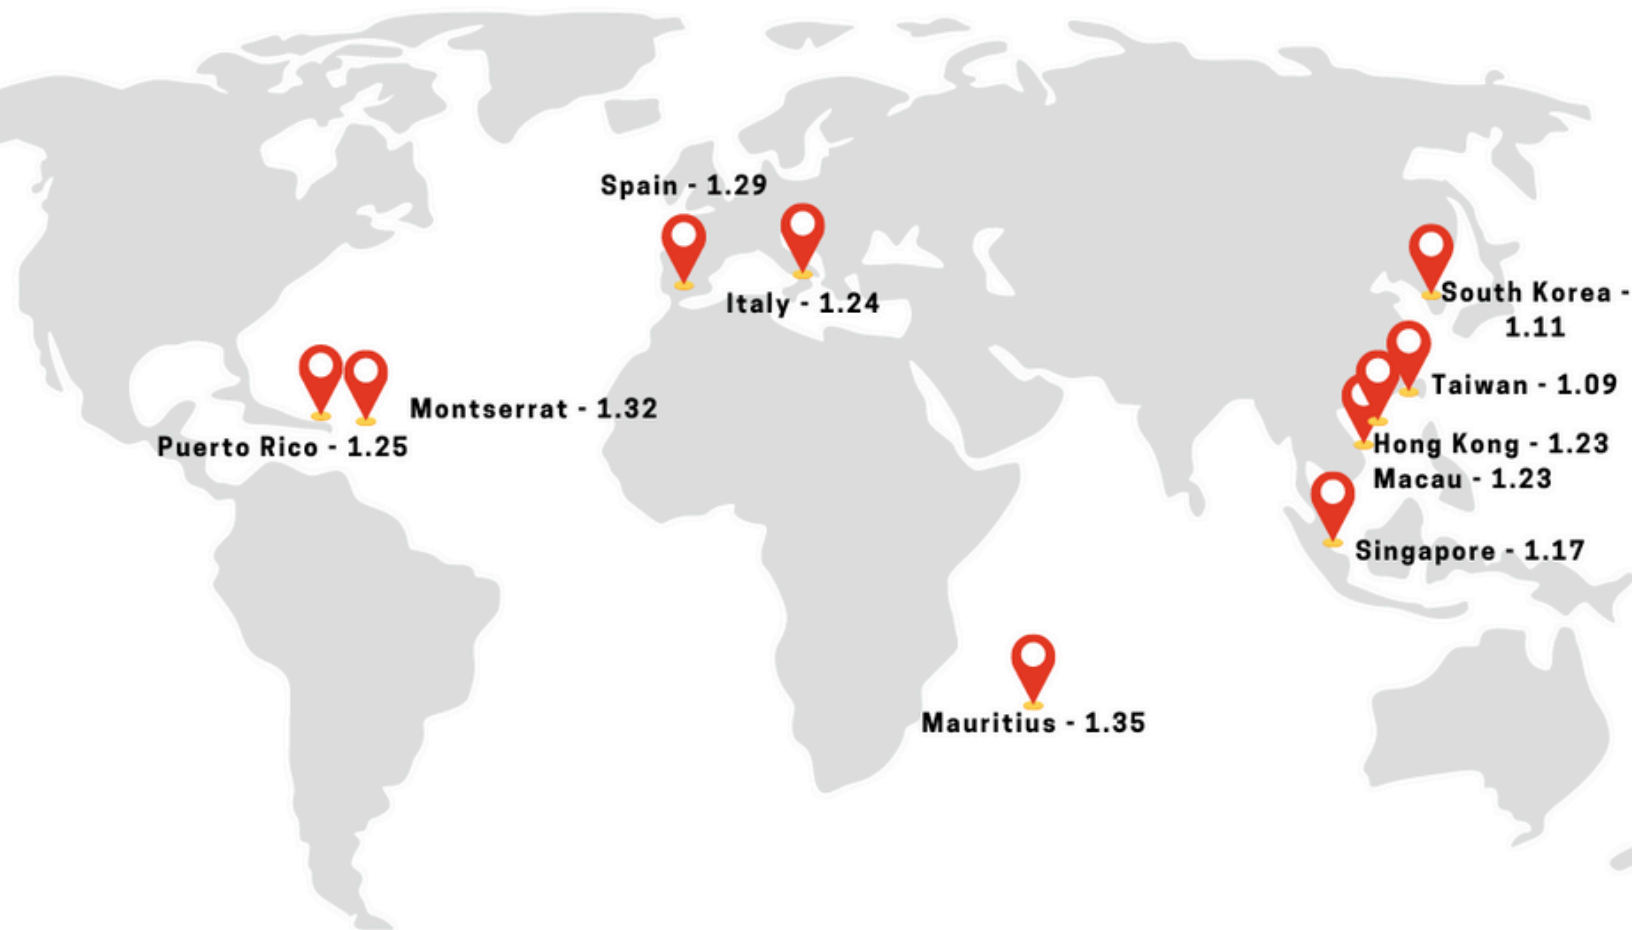 Spain - 1.29
Italy - 1.24
South Korea -
1.11
Taiwan - 1.09
Montserrat - 1.32
Puerto Rico - 1.25
Hong Kong - 1.23
Macau - 1.23
Singapore - 1.17
Mauritius - 1.35